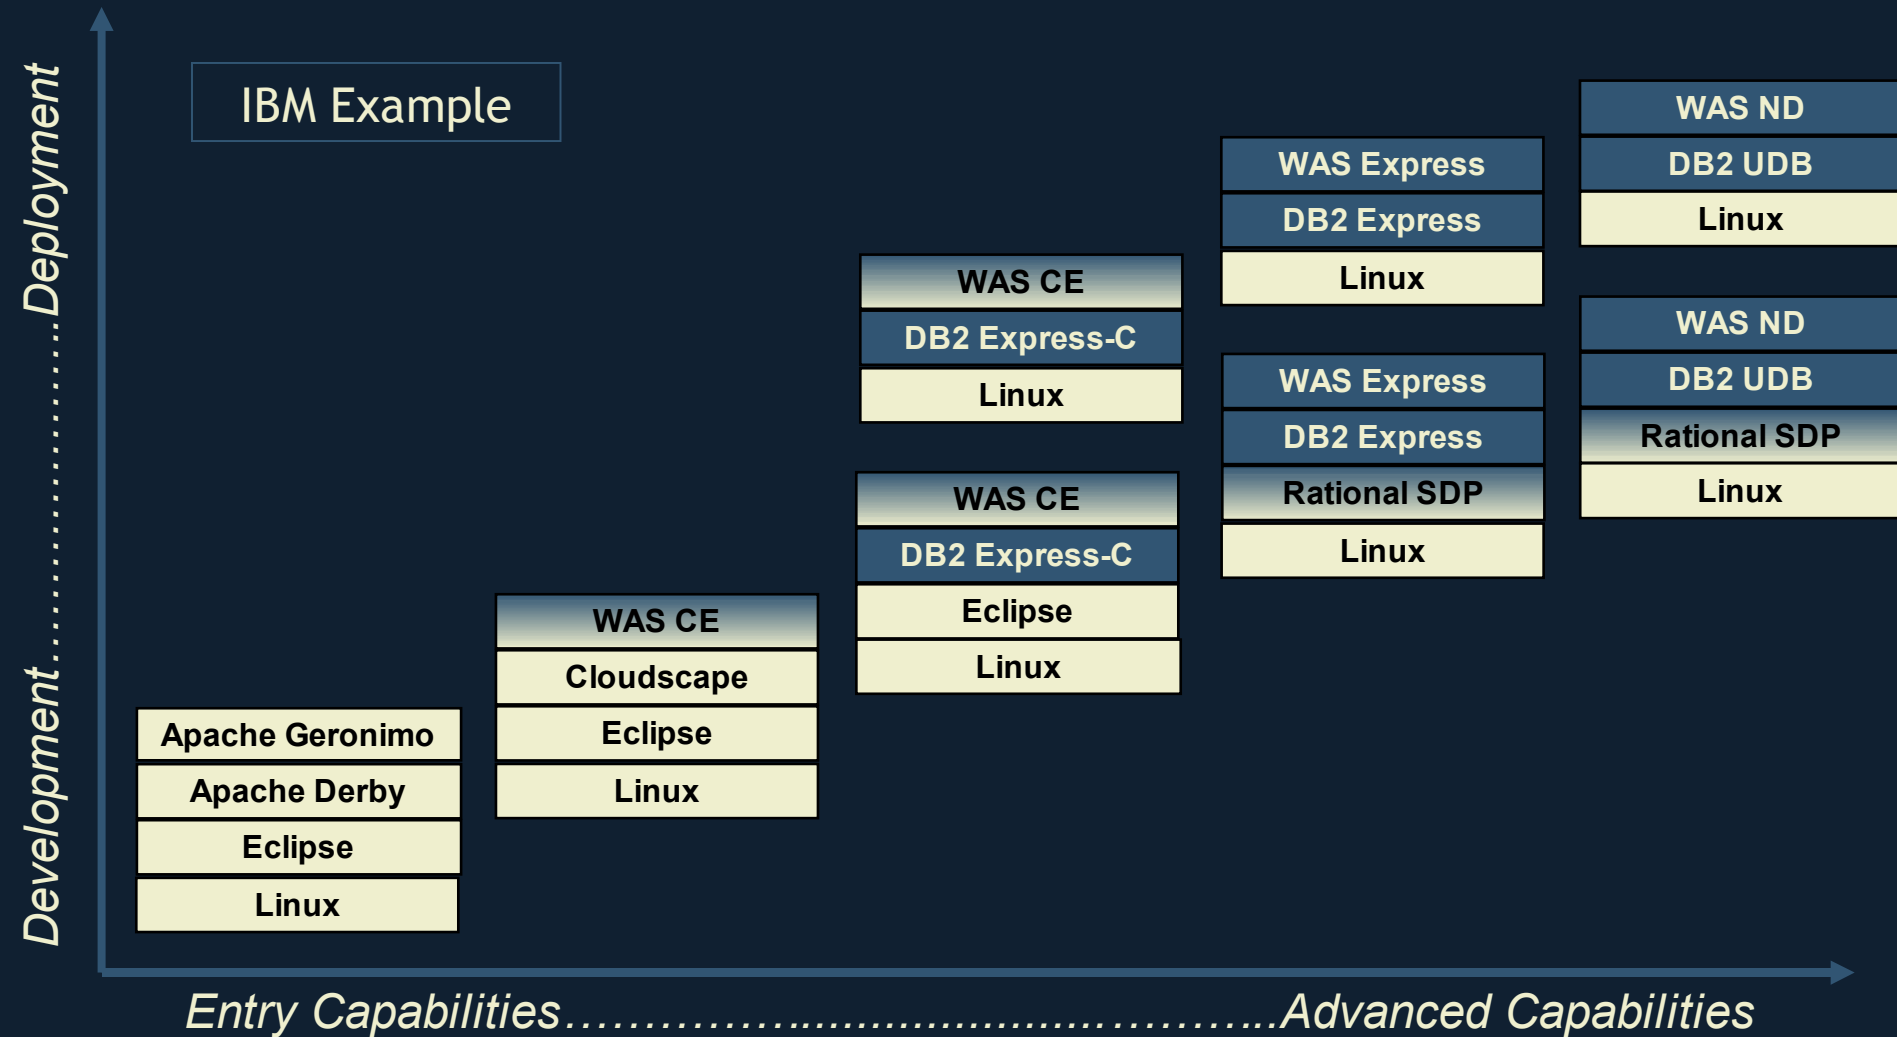 IBM Example
Development……………………………Deployment
WAS ND
DB2 UDB
Linux
WAS Express
DB2 Express
Linux
WAS CE
DB2 Express-C
Linux
WAS ND
DB2 UDB
Rational SDP
Linux
WAS Express
DB2 Express
Rational SDP
Linux
WAS CE
DB2 Express-C
Eclipse
Linux
WAS CE
Cloudscape
Eclipse
Linux
Apache Geronimo
Apache Derby
Eclipse
Linux
Entry Capabilities……………...............................…………..Advanced Capabilities